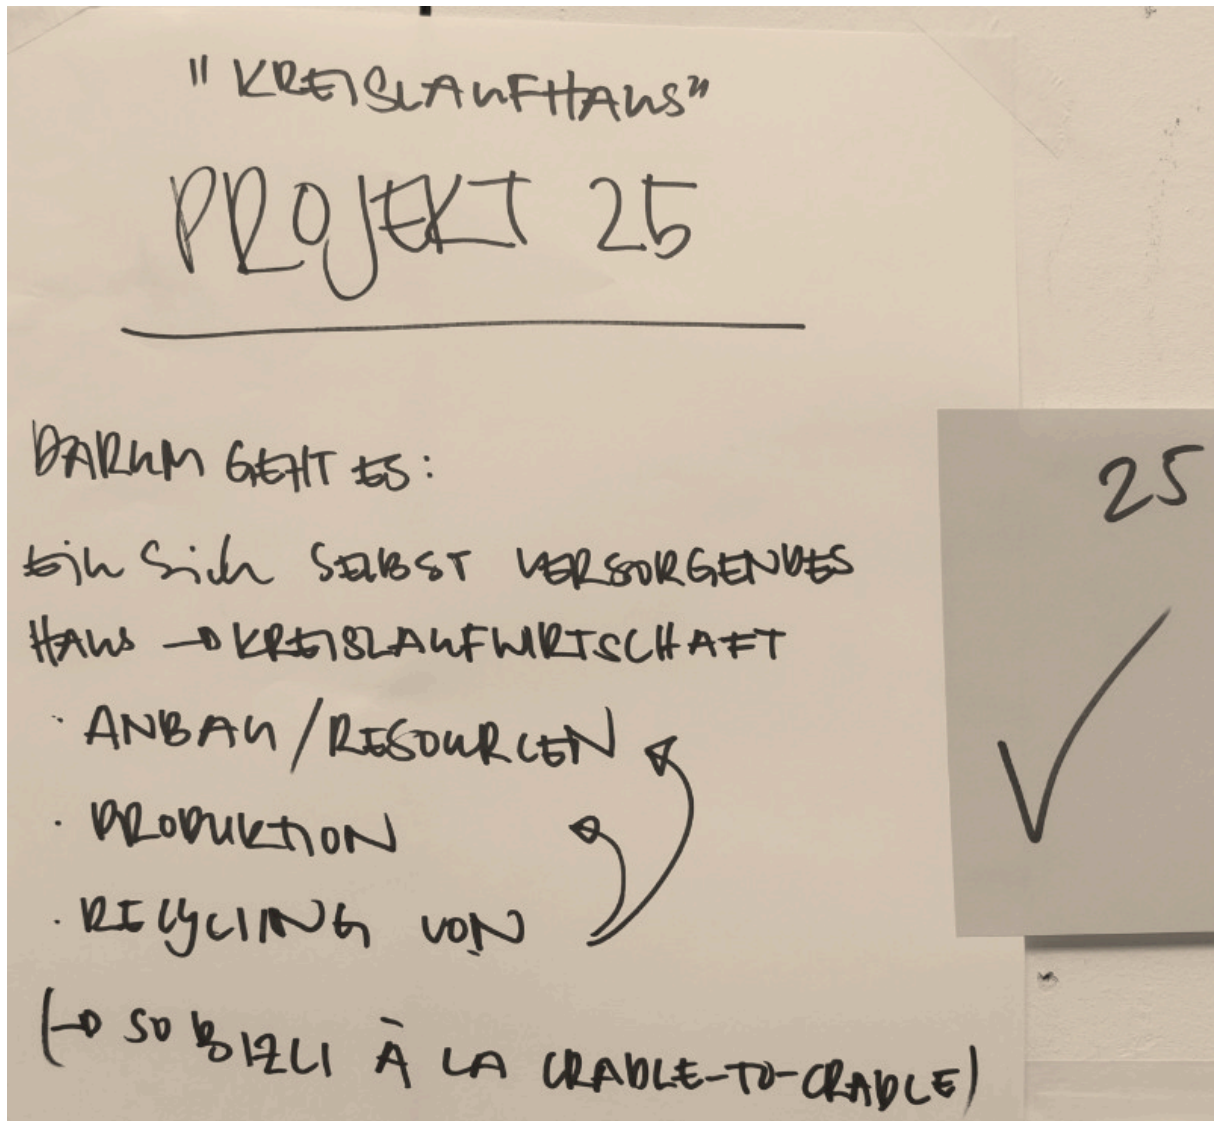 "KREISLAUFHAUS"
PROJEKT 25
DARUM GEHT ES:
Ein Sich SELBST VERSORGENDES
HAUS → KREISLAUFWIRTSCHAFT
· ANBAU / RESOURCEN
· PRODUKTION
· RECYCLING VON
(→ SO BIZLI À LA CRADLE-TO-CRADLE)
25
✓